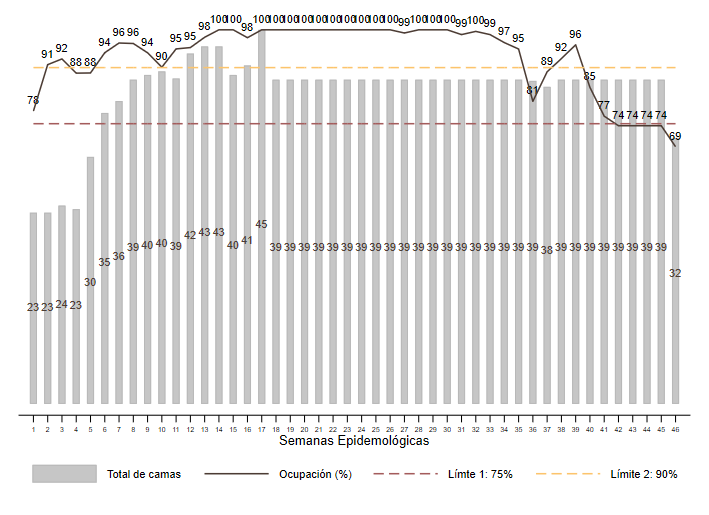 78 91 92 88 88 94 96 96 94 90 95 95 98 100 100 98 100 100 100 100 100 100 100 100 100 100 99 100 100 100 99 100 99 97 95 81 89 92 96 85 77 74 74 74 74 69
23 23 24 23 30 35 36 39 40 40 39 42 43 43 40 41 45 39 39 39 39 39 39 39 39 39 39 39 39 39 39 39 39 39 39 39 38 39 39 39 39 39 39 39 39 32
1 2 3 4 5 6 7 8 9 10 11 12 13 14 15 16 17 18 19 20 21 22 23 24 25 26 27 28 29 30 31 32 33 34 35 36 37 38 39 40 41 42 43 44 45 46
Semanas Epidemológicas
Total de camas Ocupación (%) Límte 1: 75% Límite 2: 90%